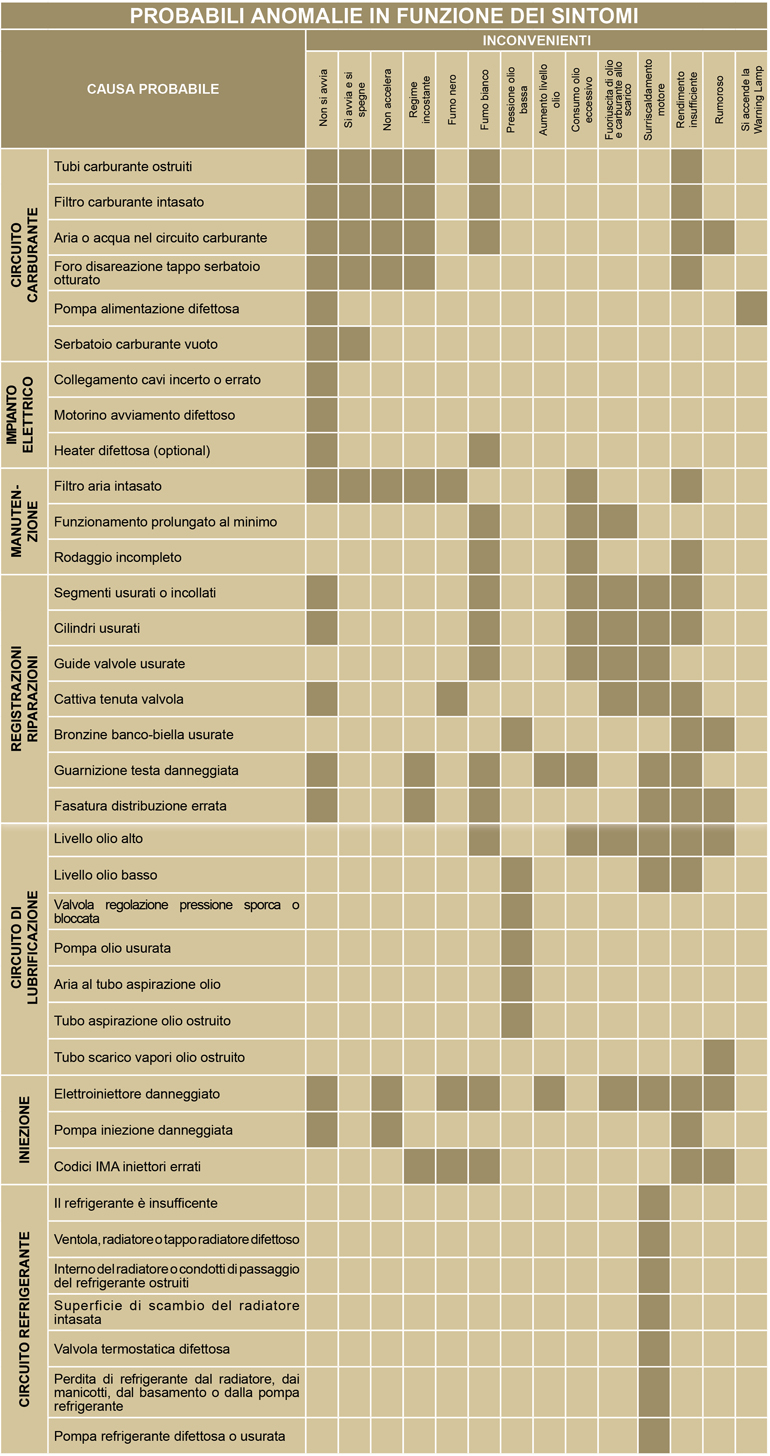 PROBABILI ANOMALIE IN FUNZIONE DEI SINTOMI
CAUSA PROBABILE
INCONVENIENTI
Non si avvia
Si avvia e si
spegne
Non accelera
Regime
incostante
Fumo nero
Fumo bianco
Pressione olio
bassa
Aumento livello
olio
Consumo olio
eccessivo
Fuoriuscita di olio
e carburante allo
scarico
Surriscaldamento
motore
Rendimento
insufficiente
Rumoroso
Si accende la
Warning Lamp
CIRCUITO
CARBURANTE
Tubi carburante ostruiti
Filtro carburante intasato
Aria o acqua nel circuito carburante
Foro disareazione tappo serbatoio
otturato
Pompa alimentazione difettosa
Serbatoio carburante vuoto
IMPIANTO
ELETTRICO
Collegamento cavi incerto o errato
Motorino avviamento difettoso
Heater difettosa (optional)
MANUTEN-
ZIONE
Filtro aria intasato
Funzionamento prolungato al minimo
Rodaggio incompleto
REGISTRAZIONI
RIPARAZIONI
Segmenti usurati o incollati
Cilindri usurati
Guide valvole usurate
Cattiva tenuta valvola
Bronzine banco-biella usurate
Guarnizione testa danneggiata
Fasatura distribuzione errata
CIRCUITO DI
LUBRIFICAZIONE
Livello olio alto
Livello olio basso
Valvola regolazione pressione sporca o
bloccata
Pompa olio usurata
Aria al tubo aspirazione olio
Tubo aspirazione olio ostruito
Tubo scarico vapori olio ostruito
INIEZIONE
Elettroiniettore danneggiato
Pompa iniezione danneggiata
Codici IMA iniettori errati
CIRCUITO REFRIGERANTE
Il refrigerante è insufficente
Ventola, radiatore o tappo radiatore difettoso
Interno del radiatore o condotti di passaggio
del refrigerante ostruiti
Superficie di scambio del radiatore
intasata
Valvola termostatica difettosa
Perdita di refrigerante dal radiatore, dai
manicotti, dal basamento o dalla pompa
refrigerante
Pompa refrigerante difettosa o usurata